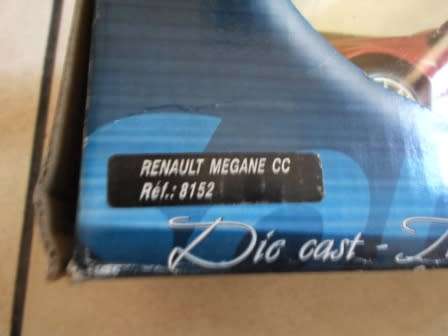 RENAULT MEGANE CC
Réf.: 8152
Die cast -